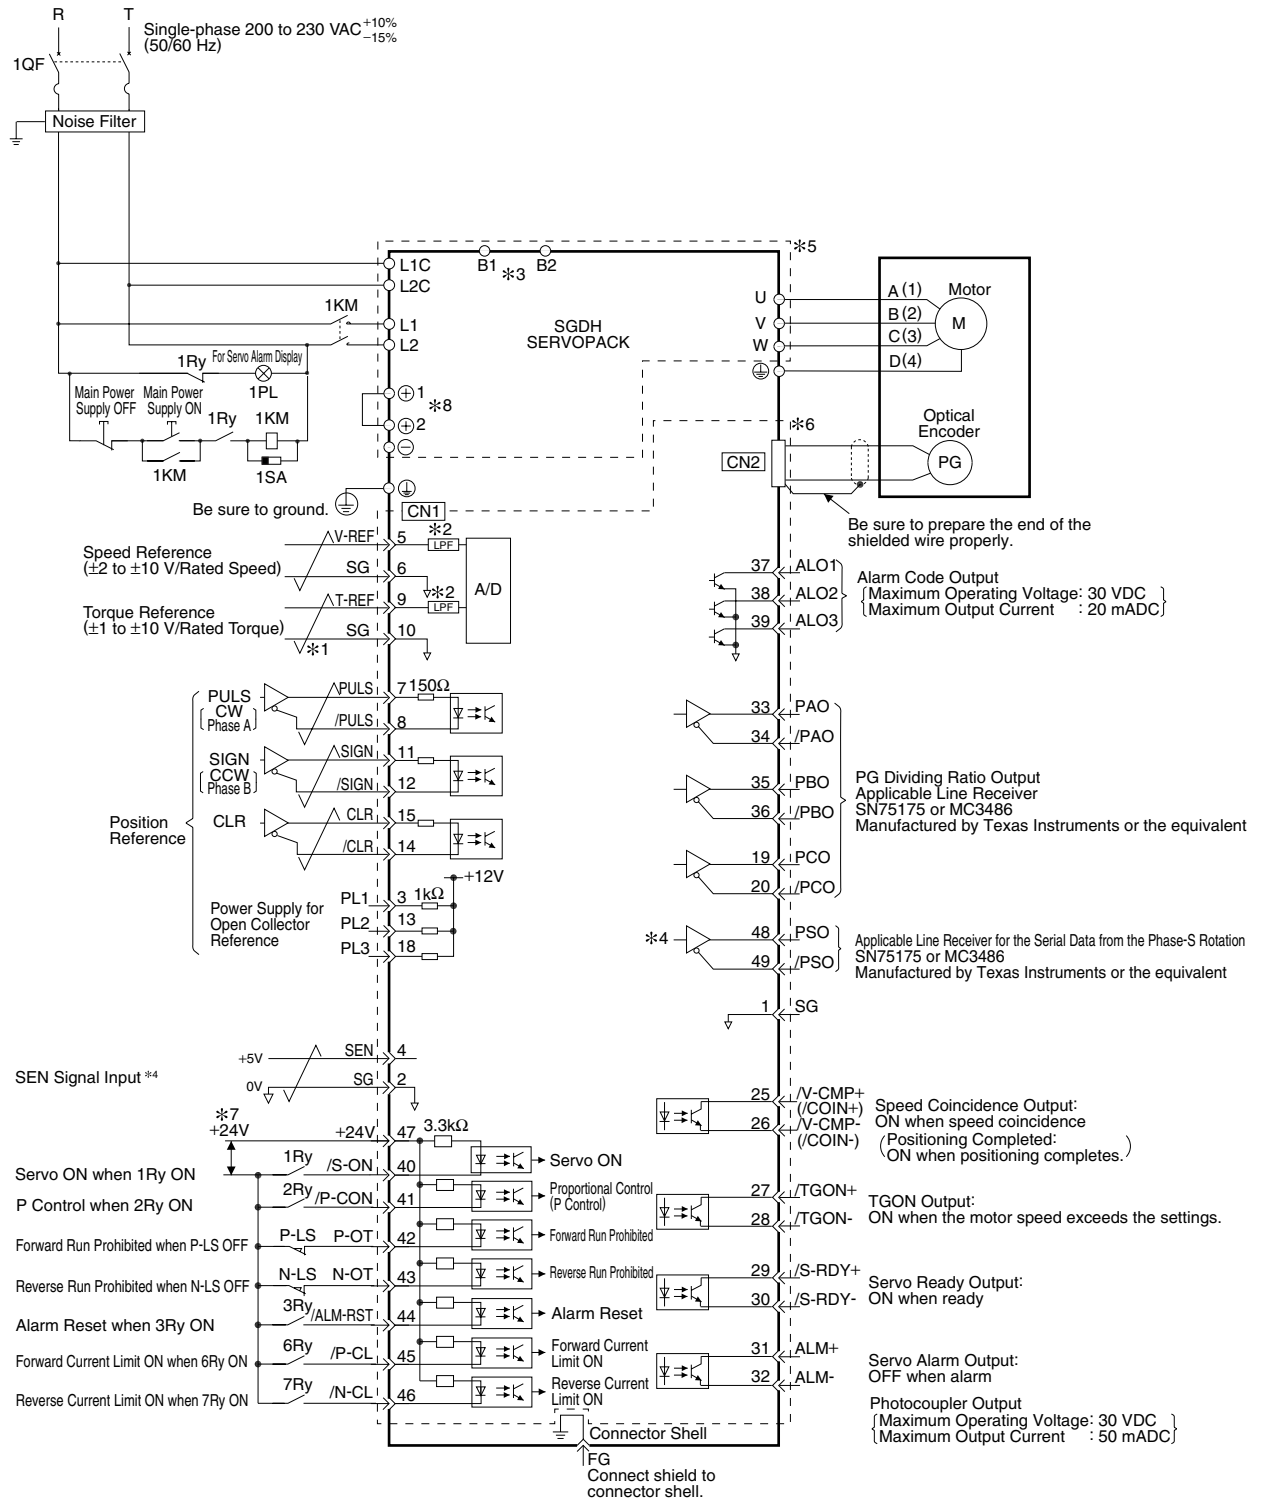 R T
Single-phase 200 to 230 VAC +10% −15%
(50/60 Hz)
1QF
Noise Filter
∗5
L1C B1 ∗3 B2
L2C
1KM
L1
L2
SGDH
SERVOPACK
U
V
W
A (1)
B (2)
C (3)
D (4)
Motor
M
1Ry
For Servo Alarm Display
1PL
Main Power
Supply OFF
Main Power
Supply ON
1Ry
1KM
1KM
1SA
+ 1
∗8
+ 2
−
∗6
CN2
Optical
Encoder
PG
Be sure to ground.
CN1
Be sure to prepare the end of the
shielded wire properly.
Speed Reference
(±2 to ±10 V/Rated Speed)
V-REF 5 ∗2
LPF
SG 6
A/D
Torque Reference
(±1 to ±10 V/Rated Torque)
T-REF 9 ∗2
LPF
SG 10
∗1
37 ALO1
38 ALO2
39 ALO3
Alarm Code Output
Maximum Operating Voltage: 30 VDC
Maximum Output Current : 20 mADC
Position
Reference
PULS
CW
Phase A
PULS 7 150Ω
/PULS 8
SIGN
CCW
Phase B
SIGN 11
/SIGN 12
CLR
CLR 15
/CLR 14
+12V
Power Supply for
Open Collector
Reference
PL1 3 1kΩ
PL2 13
PL3 18
33 PAO
34 /PAO
35 PBO
36 /PBO
19 PCO
20 /PCO
PG Dividing Ratio Output
Applicable Line Receiver
SN75175 or MC3486
Manufactured by Texas Instruments or the equivalent
∗4
48 PSO
49 /PSO
Applicable Line Receiver for the Serial Data from the Phase-S Rotation
SN75175 or MC3486
Manufactured by Texas Instruments or the equivalent
1 SG
SEN Signal Input *4
+5V SEN 4
0V SG 2
∗7
+24V
+24V 47 3.3kΩ
Servo ON when 1Ry ON 1Ry /S-ON 40 Servo ON
P Control when 2Ry ON 2Ry /P-CON 41 Proportional Control
(P Control)
Forward Run Prohibited when P-LS OFF P-LS P-OT 42 Forward Run Prohibited
Reverse Run Prohibited when N-LS OFF N-LS N-OT 43 Reverse Run Prohibited
Alarm Reset when 3Ry ON 3Ry /ALM-RST 44 Alarm Reset
Forward Current Limit ON when 6Ry ON 6Ry /P-CL 45 Forward Current
Limit ON
Reverse Current Limit ON when 7Ry ON 7Ry /N-CL 46 Reverse Current
Limit ON
25 /V-CMP+
(/COIN+)
26 /V-CMP-
(/COIN-)
Speed Coincidence Output:
ON when speed coincidence
(Positioning Completed:
ON when positioning completes.)
27 /TGON+
28 /TGON-
TGON Output:
ON when the motor speed exceeds the settings.
29 /S-RDY+
30 /S-RDY-
Servo Ready Output:
ON when ready
31 ALM+
32 ALM-
Servo Alarm Output:
OFF when alarm
Photocoupler Output
Maximum Operating Voltage: 30 VDC
Maximum Output Current : 50 mADC
Connector Shell
FG
Connect shield to
connector shell.